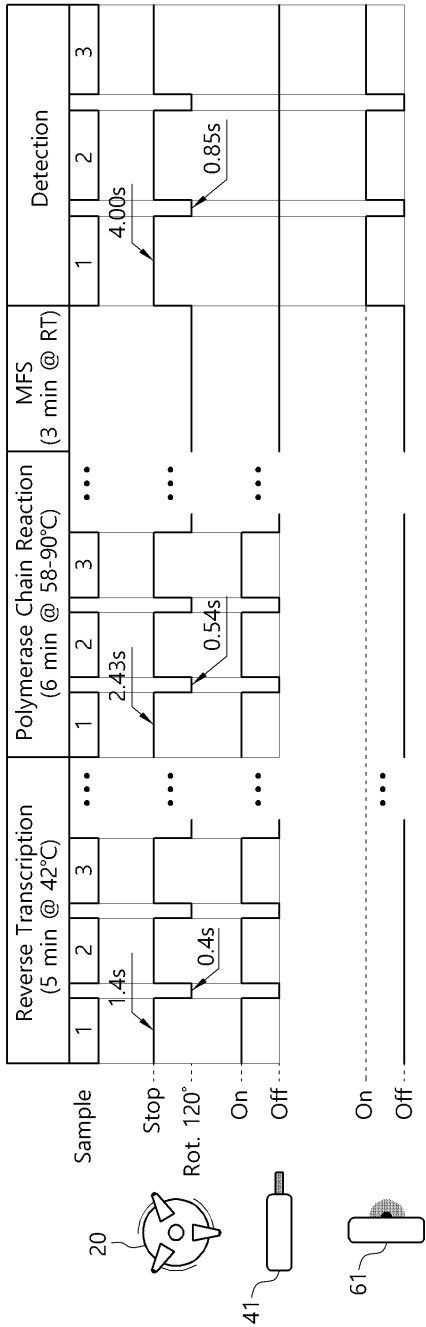 Reverse Transcription
(5 min @ 42°C)
Polymerase Chain Reaction
(6 min @ 58-90°C)
MFS
(3 min @ RT)
Detection
Sample
1
2
3
•••
1
2
3
•••
1
2
3
20
Stop
Rot. 120°
1.4s
0.4s
•••
2.43s
0.54s
•••
4.00s
0.85s
41
On
Off
•••
•••
61
On
Off
•••